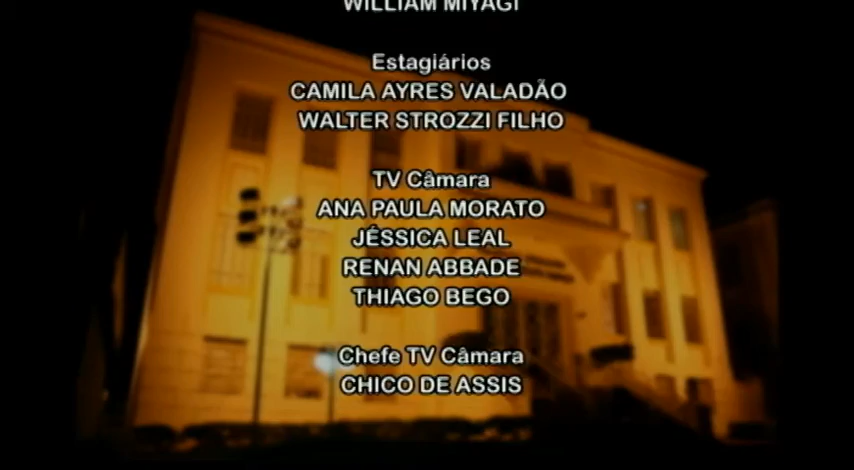 WILLIAM MIYAGI
Estagiários
CAMILA AYRES VALADÃO
WALTER STROZZI FILHO
TV Câmara
ANA PAULA MORATO
JÉSSICA LEAL
RENAN ABBADE
THIAGO BEGO
Chefe TV Câmara
CHICO DE ASSIS